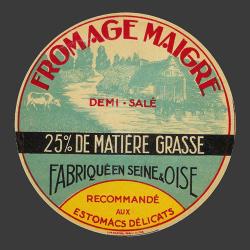 FROMAGE MAIGRE
DEMI-SALÉ
25% DE MATIÈRE GRASSE
FABRIQUÉ EN SEINE & OISE
RECOMMANDÉ
AUX
ESTOMACS DÉLICATS